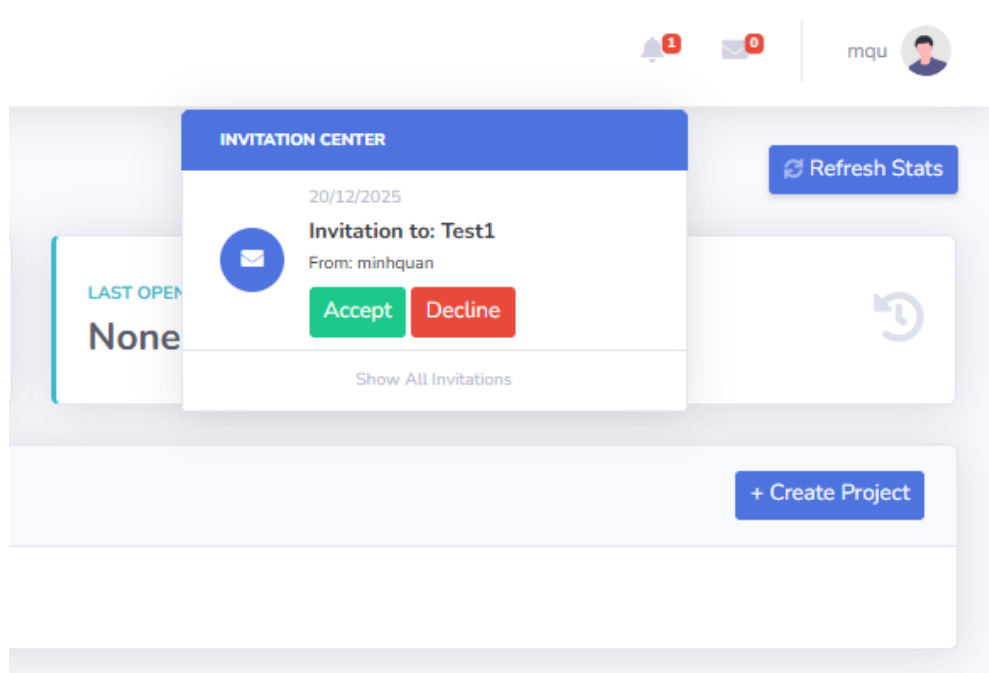 1
0
mqu
INVITATION CENTER
Refresh Stats
20/12/2025
Invitation to: Test1
From: minhquan
LAST OPEN
None
Accept
Decline
Show All Invitations
+ Create Project